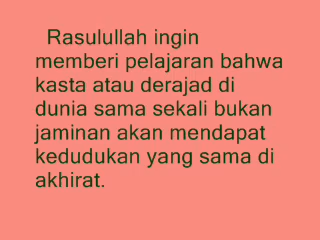 Rasulullah ingin
memberi pelajaran bahwa
kasta atau derajad di
dunia sama sekali bukan
jaminan akan mendapat
kedudukan yang sama di
akhirat.